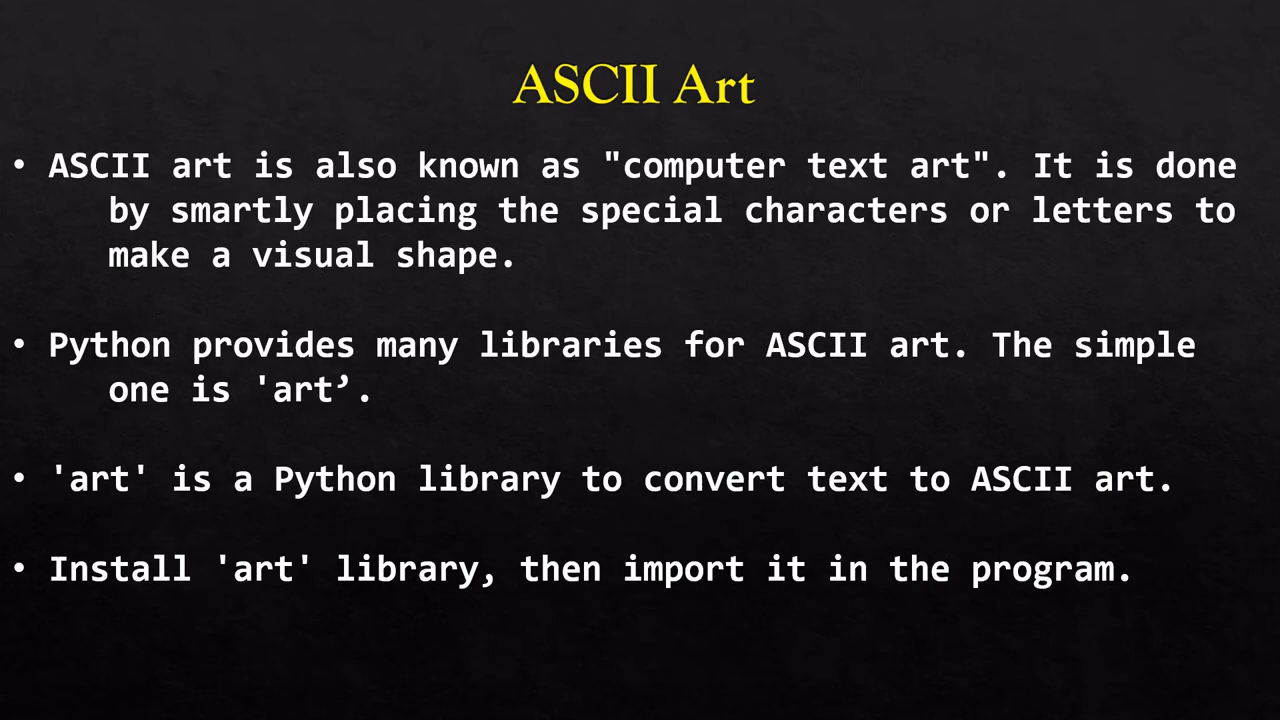 ASCII Art
• ASCII art is also known as "computer text art". It is done
by smartly placing the special characters or letters to
make a visual shape.
• Python provides many libraries for ASCII art. The simple
one is 'art’.
• 'art' is a Python library to convert text to ASCII art.
• Install 'art' library, then import it in the program.